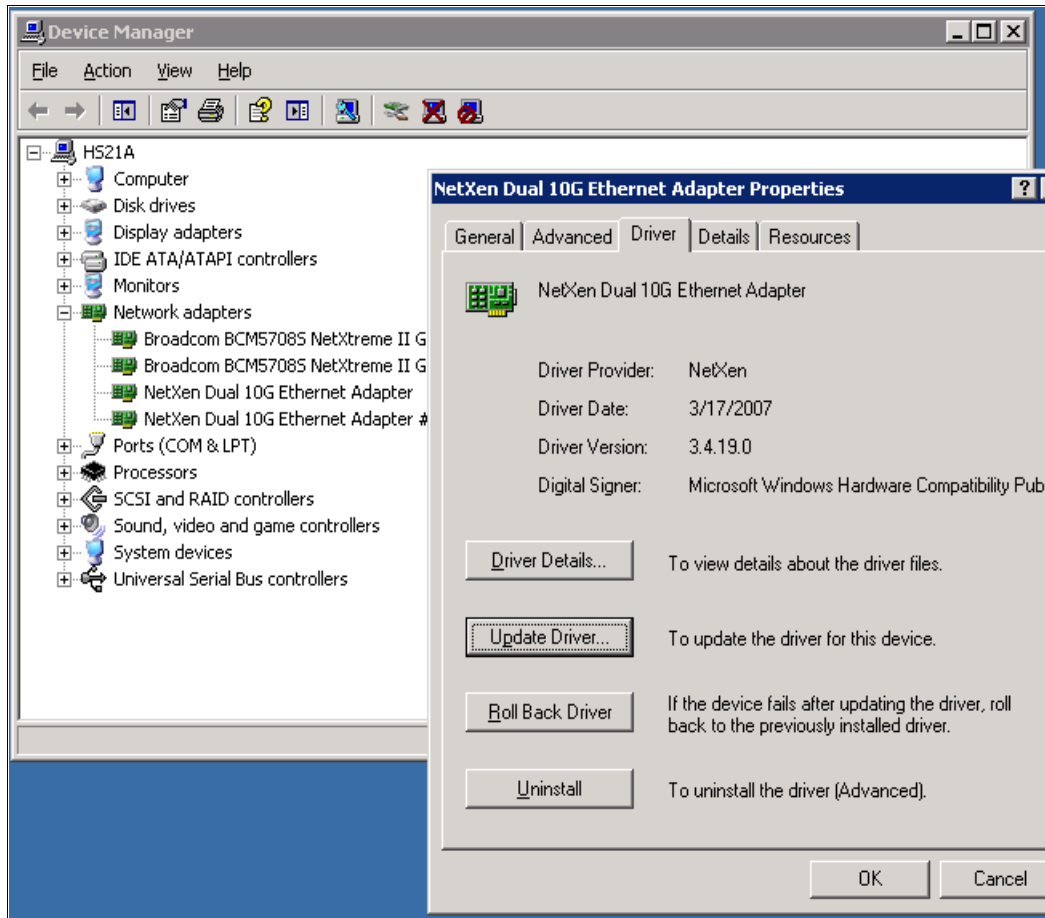 Device Manager
File Action View Help
HS21A
Computer
Disk drives
Display adapters
IDE ATA/ATAPI controllers
Monitors
Network adapters
Broadcom BCM5708S NetXtreme II G
Broadcom BCM5708S NetXtreme II G
NetXen Dual 10G Ethernet Adapter
NetXen Dual 10G Ethernet Adapter #
Ports (COM & LPT)
Processors
SCSI and RAID controllers
Sound, video and game controllers
System devices
Universal Serial Bus controllers
NetXen Dual 10G Ethernet Adapter Properties
General Advanced Driver Details Resources
NetXen Dual 10G Ethernet Adapter
Driver Provider: NetXen
Driver Date: 3/17/2007
Driver Version: 3.4.19.0
Digital Signer: Microsoft Windows Hardware Compatibility Pub
Driver Details... To view details about the driver files.
Update Driver... To update the driver for this device.
Roll Back Driver If the device fails after updating the driver, roll
back to the previously installed driver.
Uninstall To uninstall the driver (Advanced).
OK Cancel